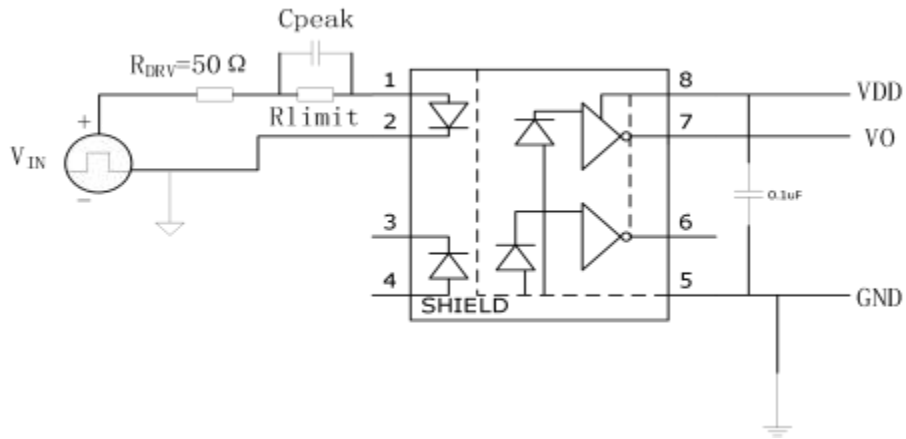 Cpeak
R_DRV=50 Ω
Rlimit
1
2
3
4
8
7
6
5
VDD
VO
GND
+
V_IN
−
0.1uF
SHIELD